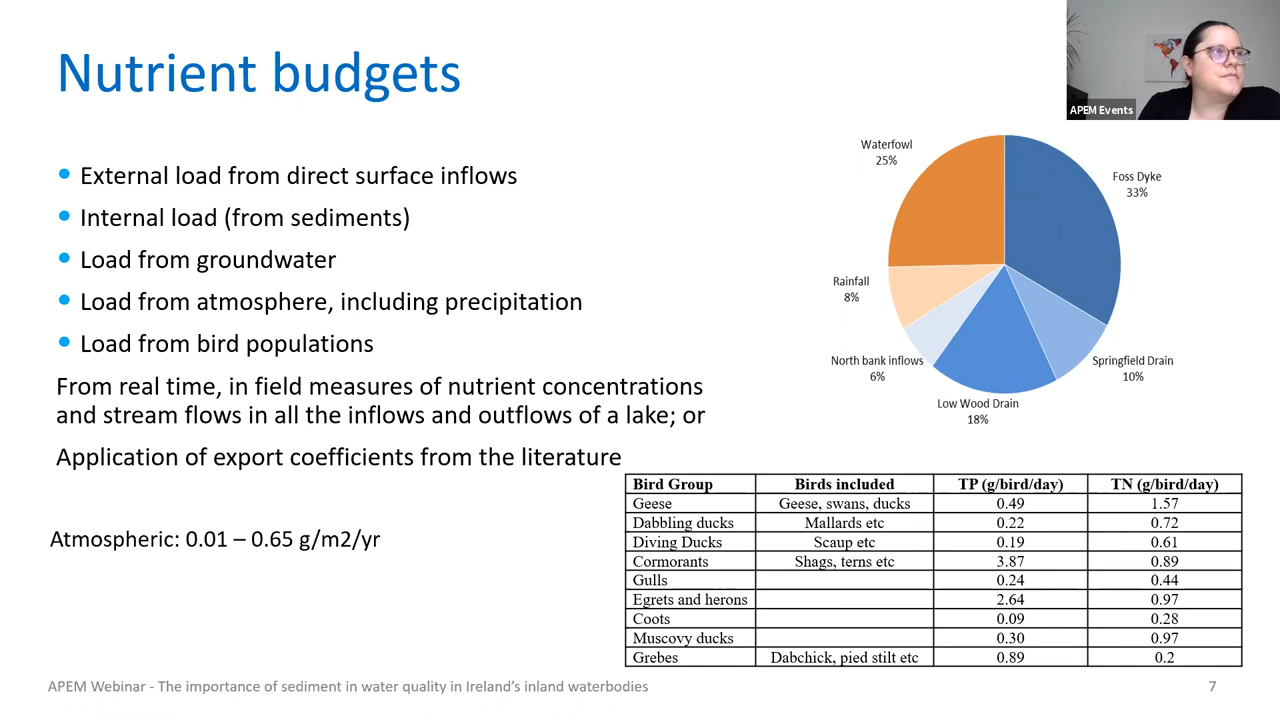 Nutrient budgets
APEM Events
External load from direct surface inflows
Internal load (from sediments)
Load from groundwater
Load from atmosphere, including precipitation
Load from bird populations
From real time, in field measures of nutrient concentrations
and stream flows in all the inflows and outflows of a lake; or
Application of export coefficients from the literature
Atmospheric: 0.01 – 0.65 g/m2/yr
Waterfowl
25%
Foss Dyke
33%
Rainfall
8%
North bank inflows
6%
Springfield Drain
10%
Low Wood Drain
18%
Bird Group Birds included TP (g/bird/day) TN (g/bird/day)
Geese Geese, swans, ducks 0.49 1.57
Dabbling ducks Mallards etc 0.22 0.72
Diving Ducks Scaup etc 0.19 0.61
Cormorants Shags, terns etc 3.87 0.89
Gulls 0.24 0.44
Egrets and herons 2.64 0.97
Coots 0.09 0.28
Muscovy ducks 0.30 0.97
Grebes Dabchick, pied stilt etc 0.89 0.2
APEM Webinar - The importance of sediment in water quality in Ireland's inland waterbodies
7